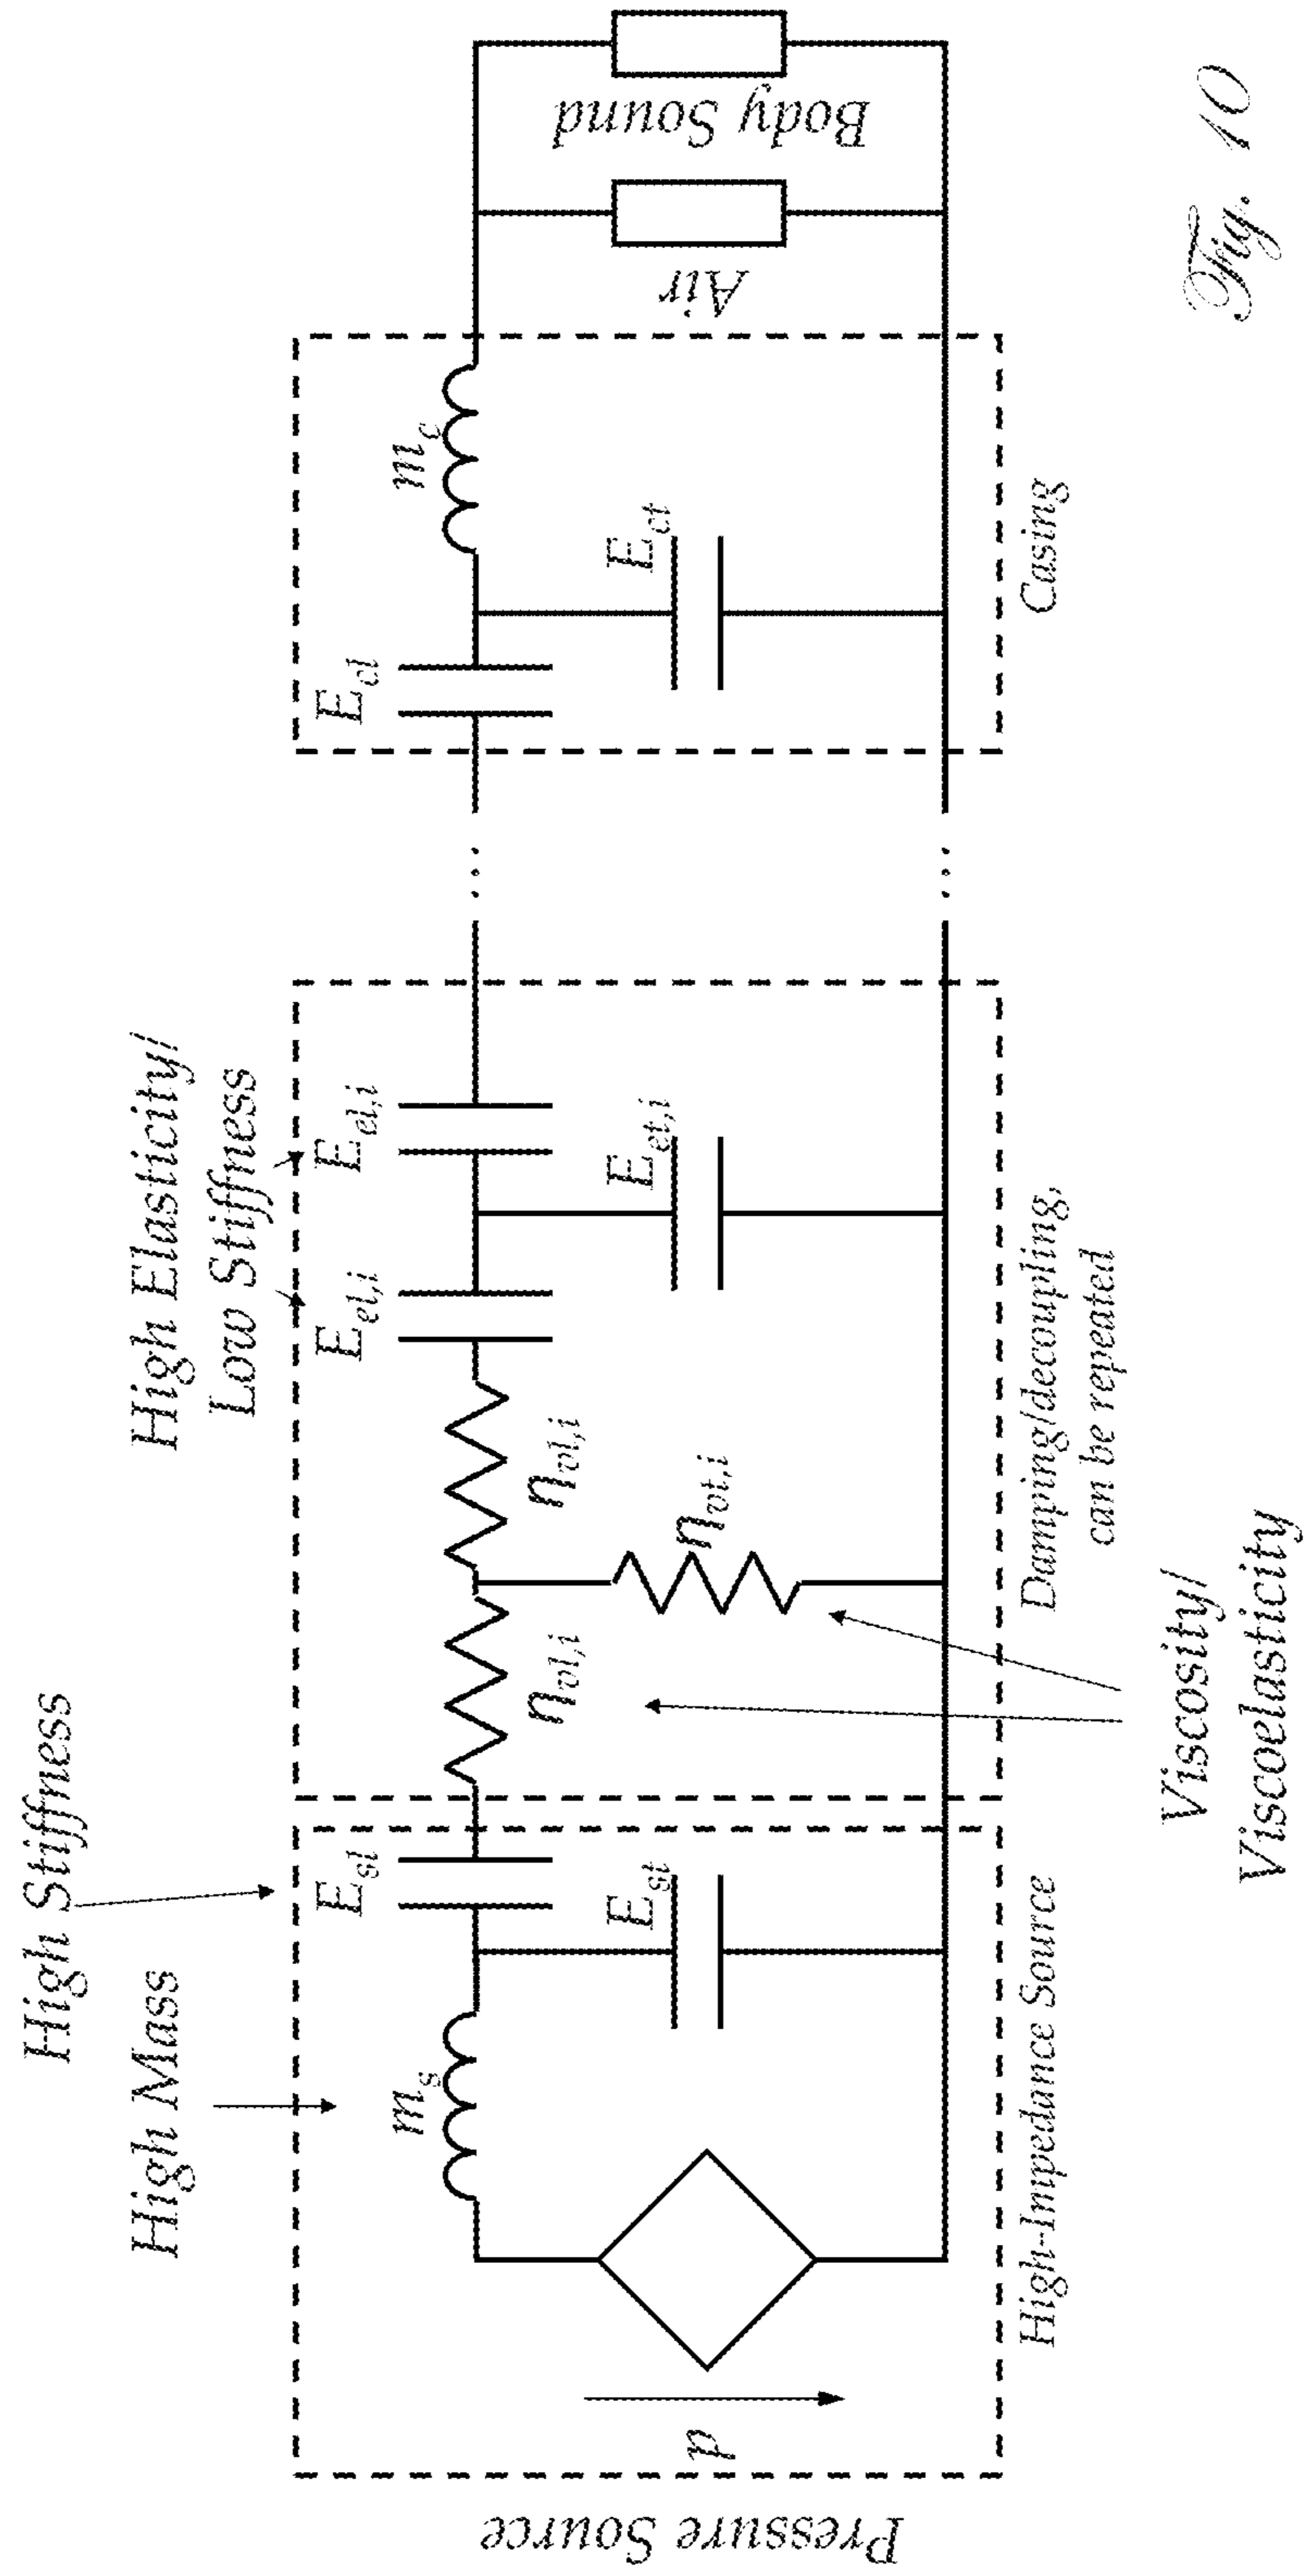 High Stiffness
High Mass
High Elasticity/
Low Stiffness
Pressure Source
p
m_s
E_sl
E_st
η_vl,i
η_vl,i
η_vt,i
E_el,i
E_el,i
E_et,i
...
...
E_cl
E_ct
m_c
Air
Body Sound
High-Impedance Source
Damping/decoupling,
can be repeated
Casing
Viscosity/
Viscoelasticity
Fig. 10